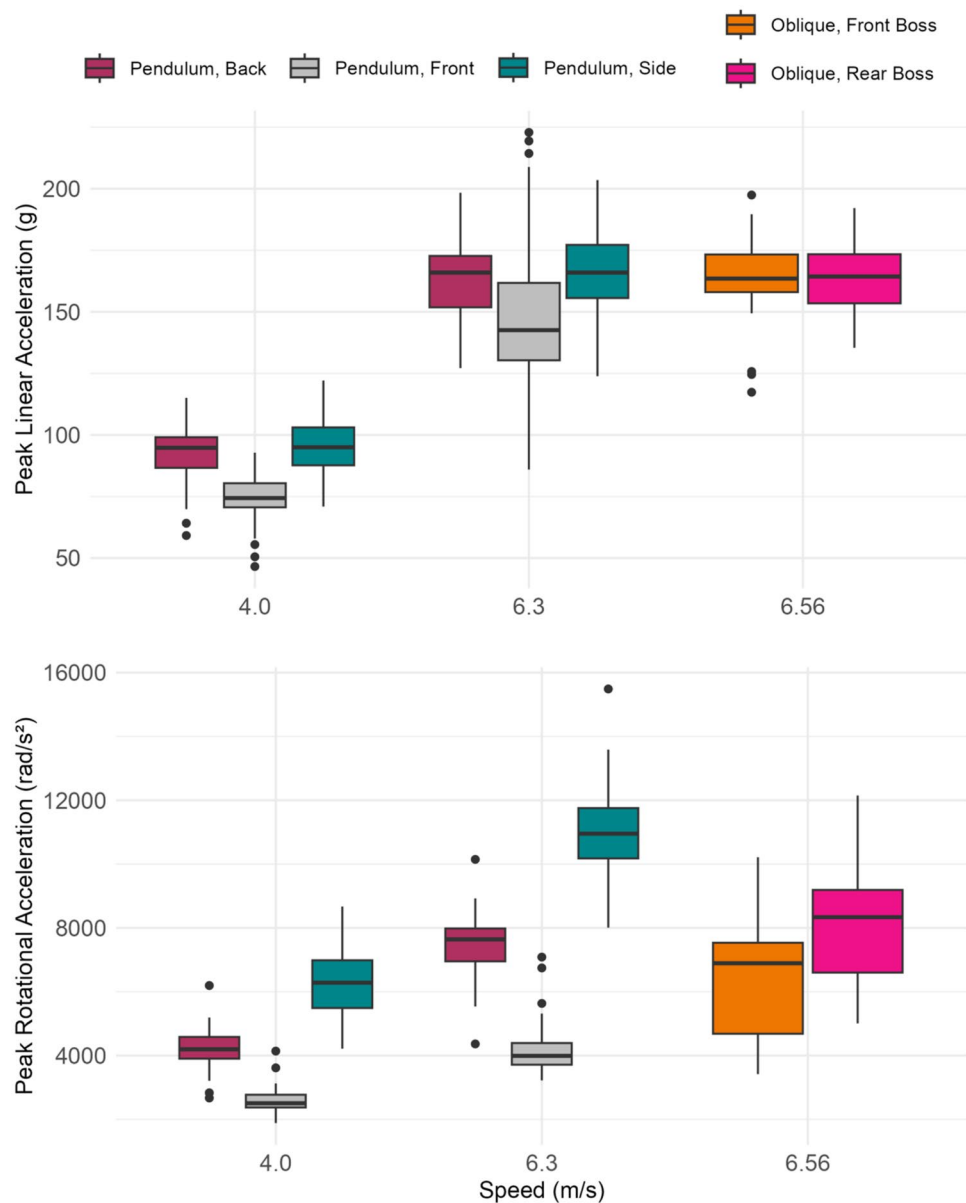 Oblique, Front Boss
Pendulum, Back Pendulum, Front Pendulum, Side
Oblique, Rear Boss
Peak Linear Acceleration (g)
200
150
100
50
4.0 6.3 6.56
Peak Rotational Acceleration (rad/s²)
16000
12000
8000
4000
4.0 6.3 6.56
Speed (m/s)